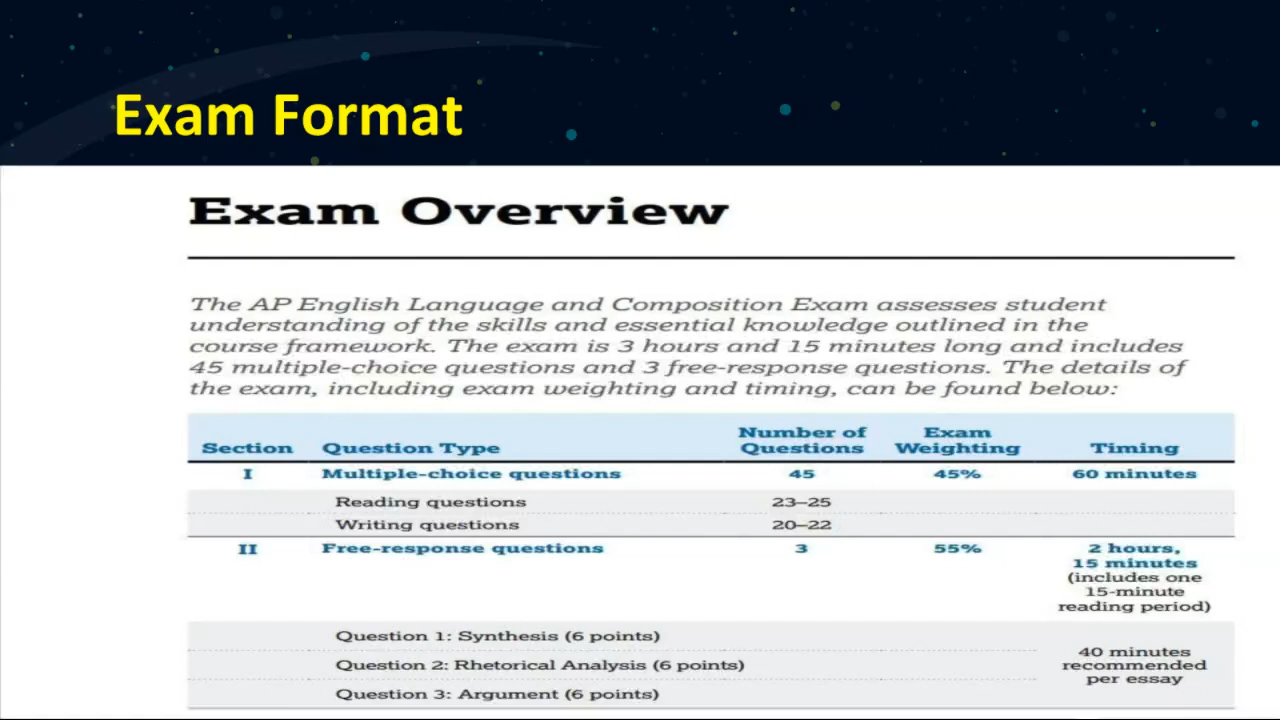 Exam Format
Exam Overview
The AP English Language and Composition Exam assesses student
understanding of the skills and essential knowledge outlined in the
course framework. The exam is 3 hours and 15 minutes long and includes
45 multiple-choice questions and 3 free-response questions. The details of
the exam, including exam weighting and timing, can be found below:
Section Question Type Number of Questions Exam Weighting Timing
I Multiple-choice questions 45 45% 60 minutes
Reading questions 23–25
Writing questions 20–22
II Free-response questions 3 55% 2 hours,
15 minutes
(includes one
15-minute
reading period)
Question 1: Synthesis (6 points)
Question 2: Rhetorical Analysis (6 points)
Question 3: Argument (6 points)
40 minutes
recommended
per essay